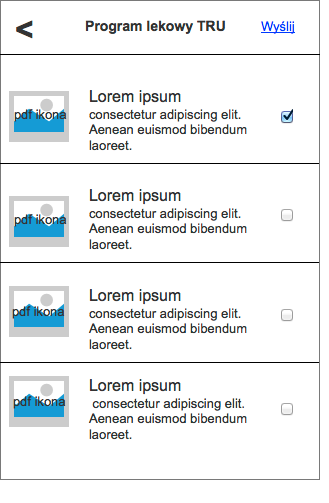 < Program lekowy TRU Wyślij
Lorem ipsum
pdf ikona consectetur adipiscing elit.
Aenean euismod bibendum
laoreet.
Lorem ipsum
pdf ikona consectetur adipiscing elit.
Aenean euismod bibendum
laoreet.
Lorem ipsum
pdf ikona consectetur adipiscing elit.
Aenean euismod bibendum
laoreet.
Lorem ipsum
pdf ikona consectetur adipiscing elit.
Aenean euismod bibendum
laoreet.